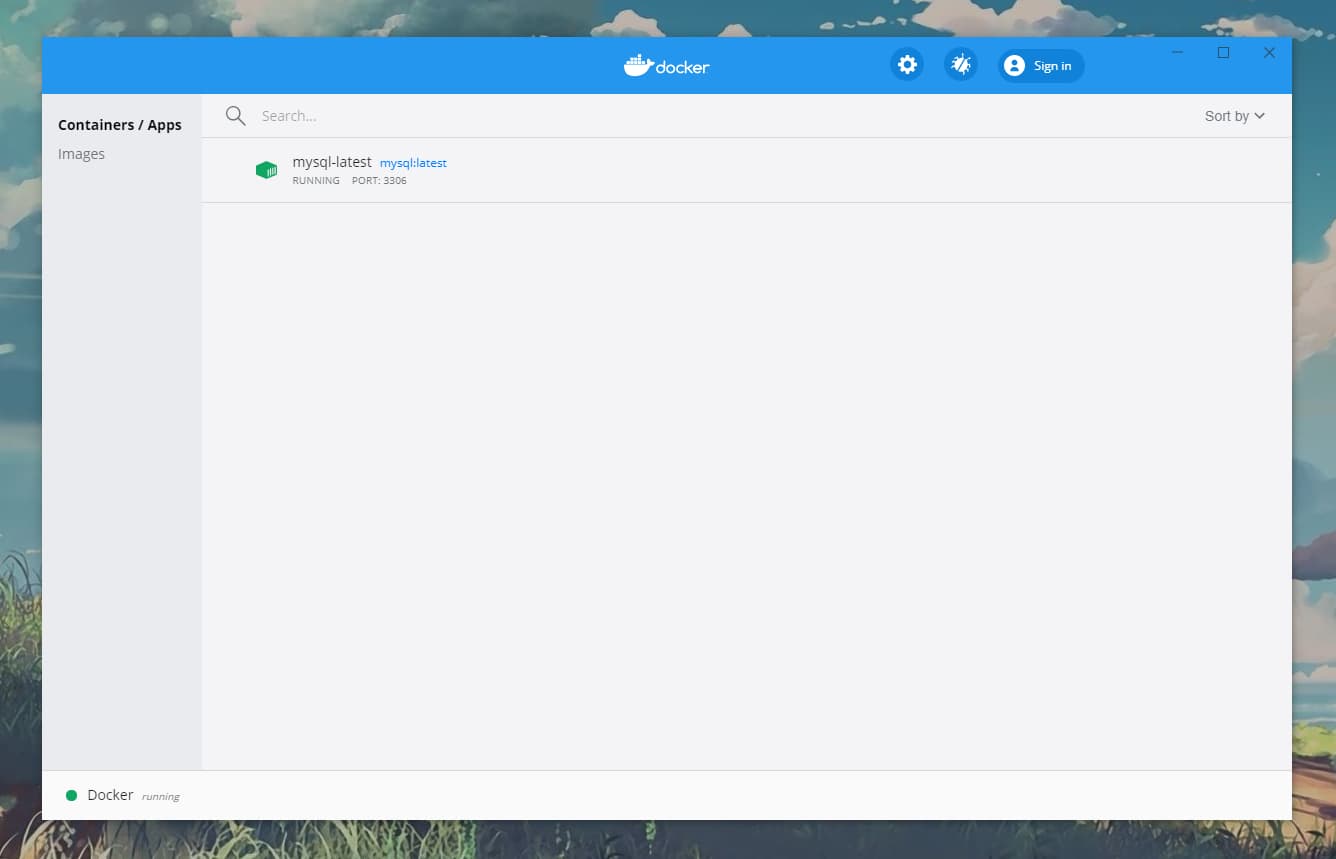 docker
Sign in
Containers / Apps
Images
Search...
Sort by
mysql-latest mysql:latest
RUNNING PORT: 3306
Docker running